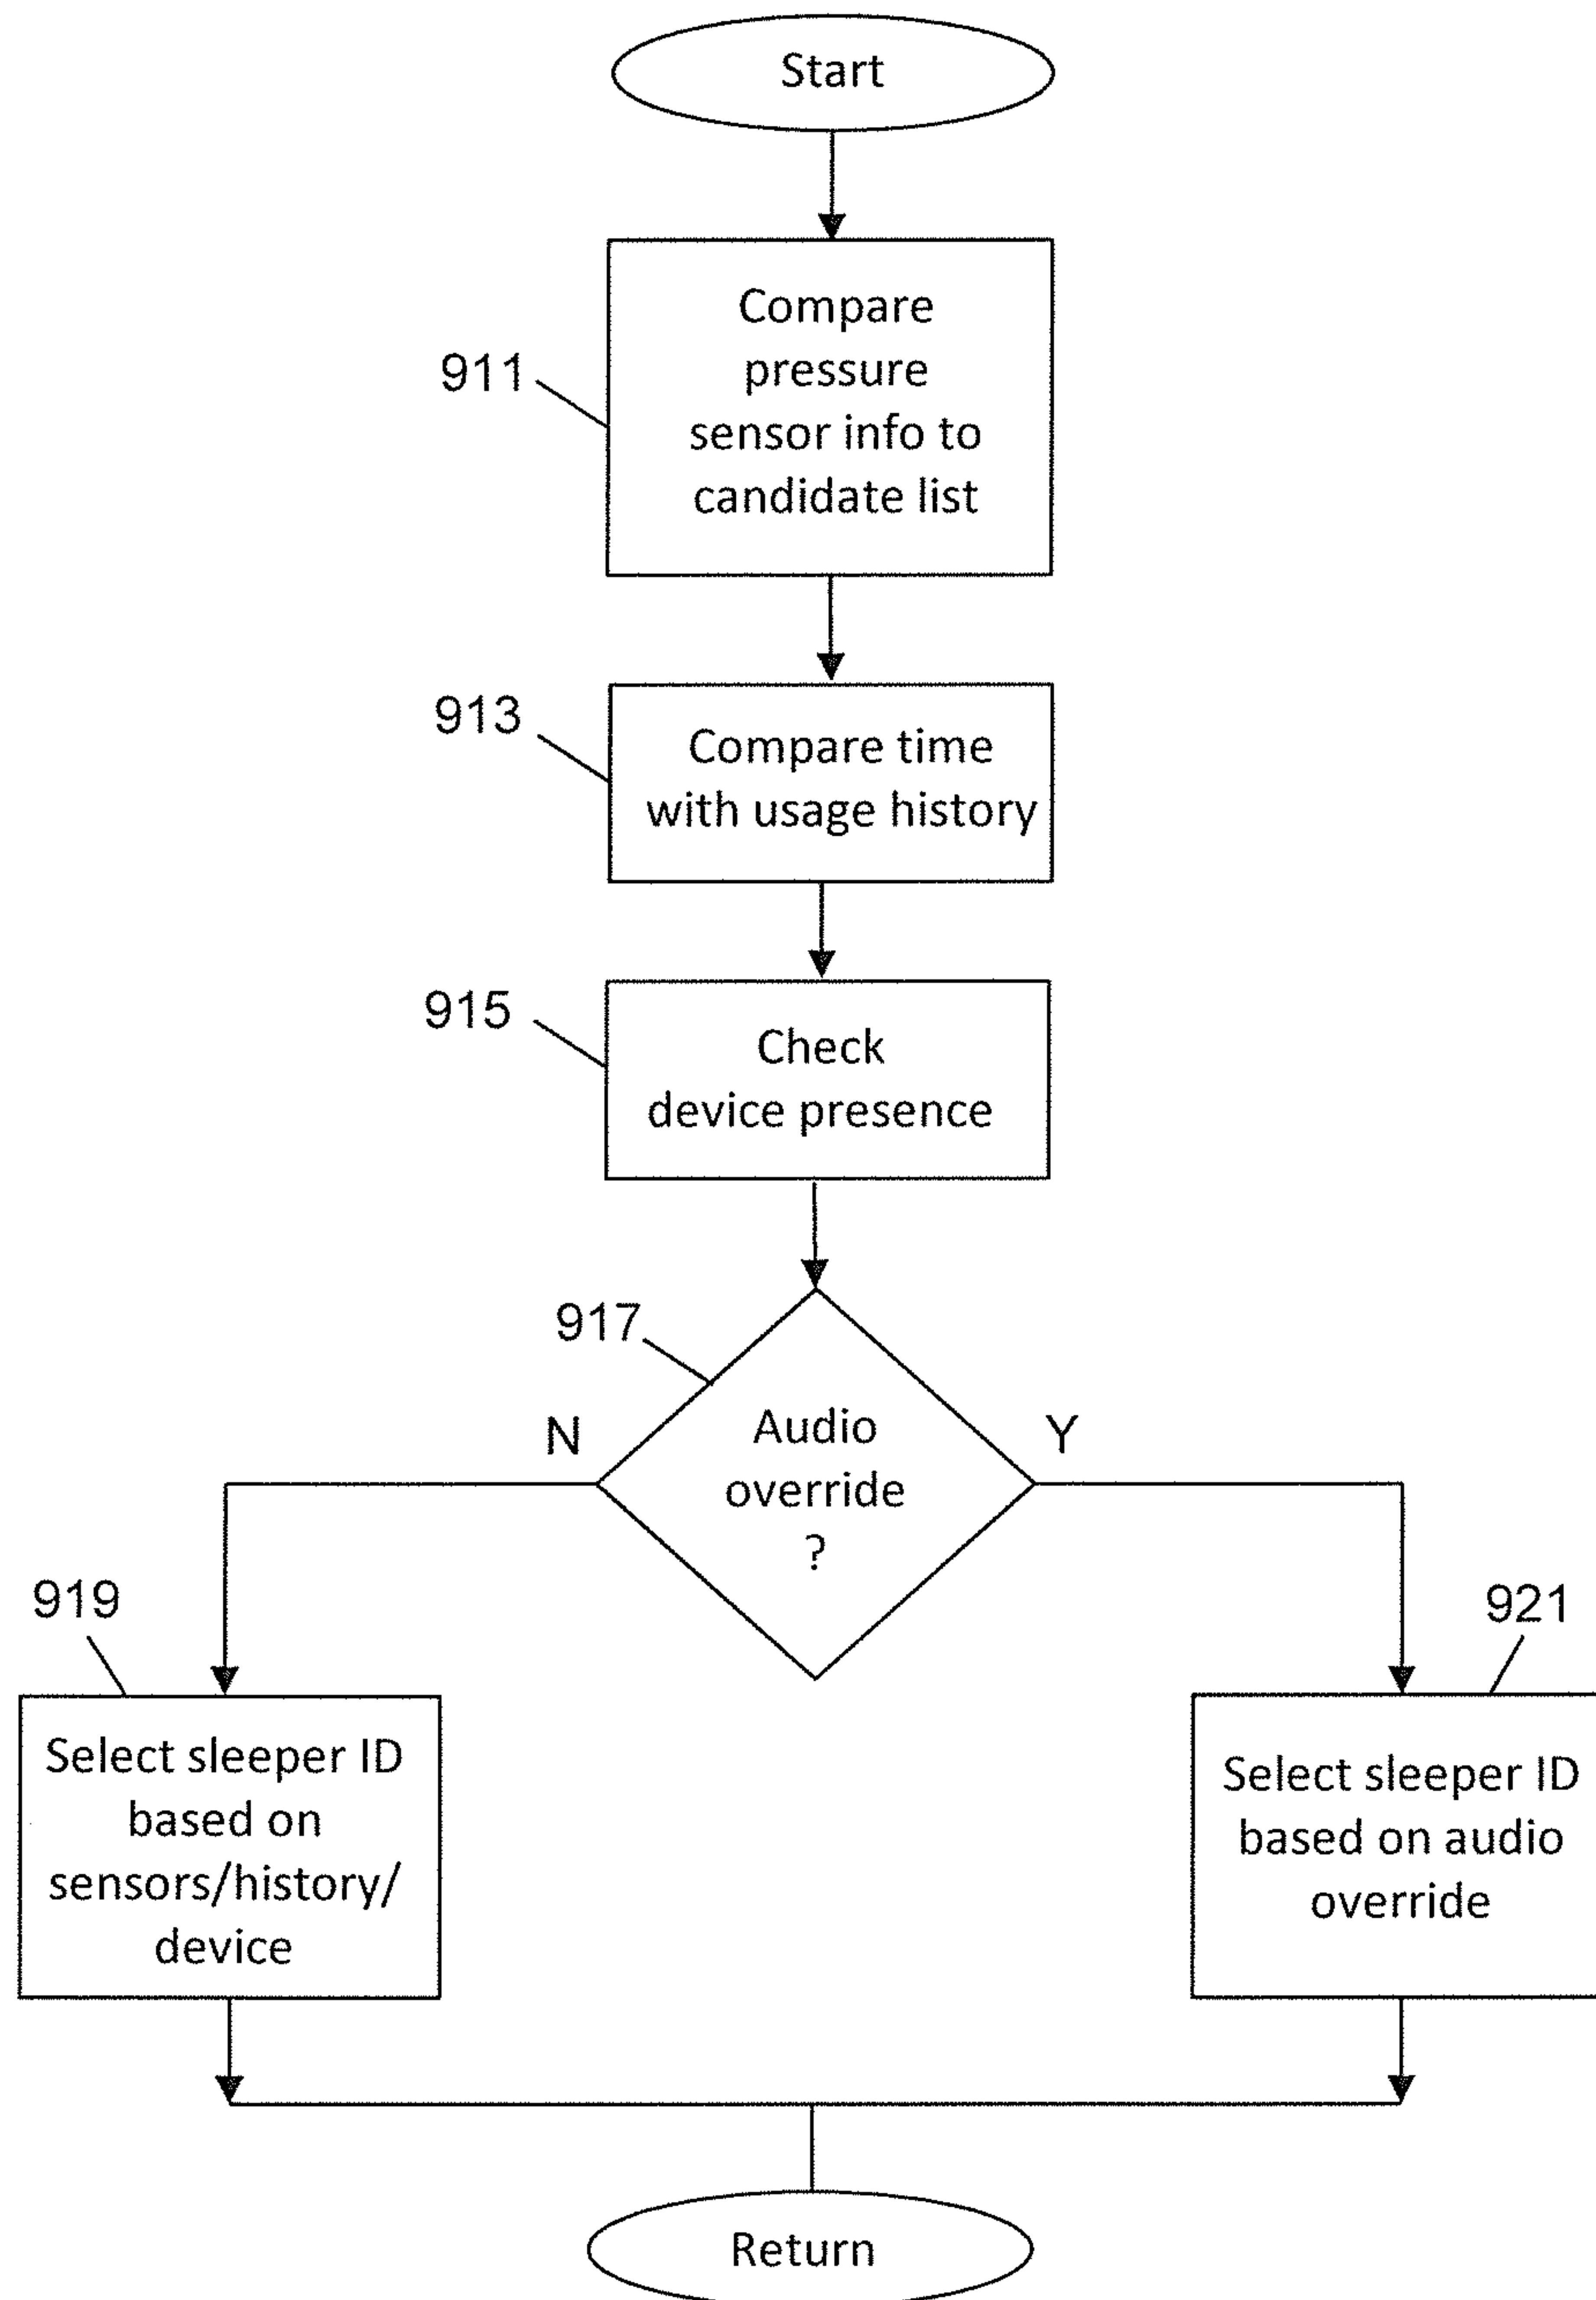 Start
911
Compare
pressure
sensor info to
candidate list
913
Compare time
with usage history
915
Check
device presence
917
Audio
override
?
N
Y
919
Select sleeper ID
based on
sensors/history/
device
921
Select sleeper ID
based on audio
override
Return